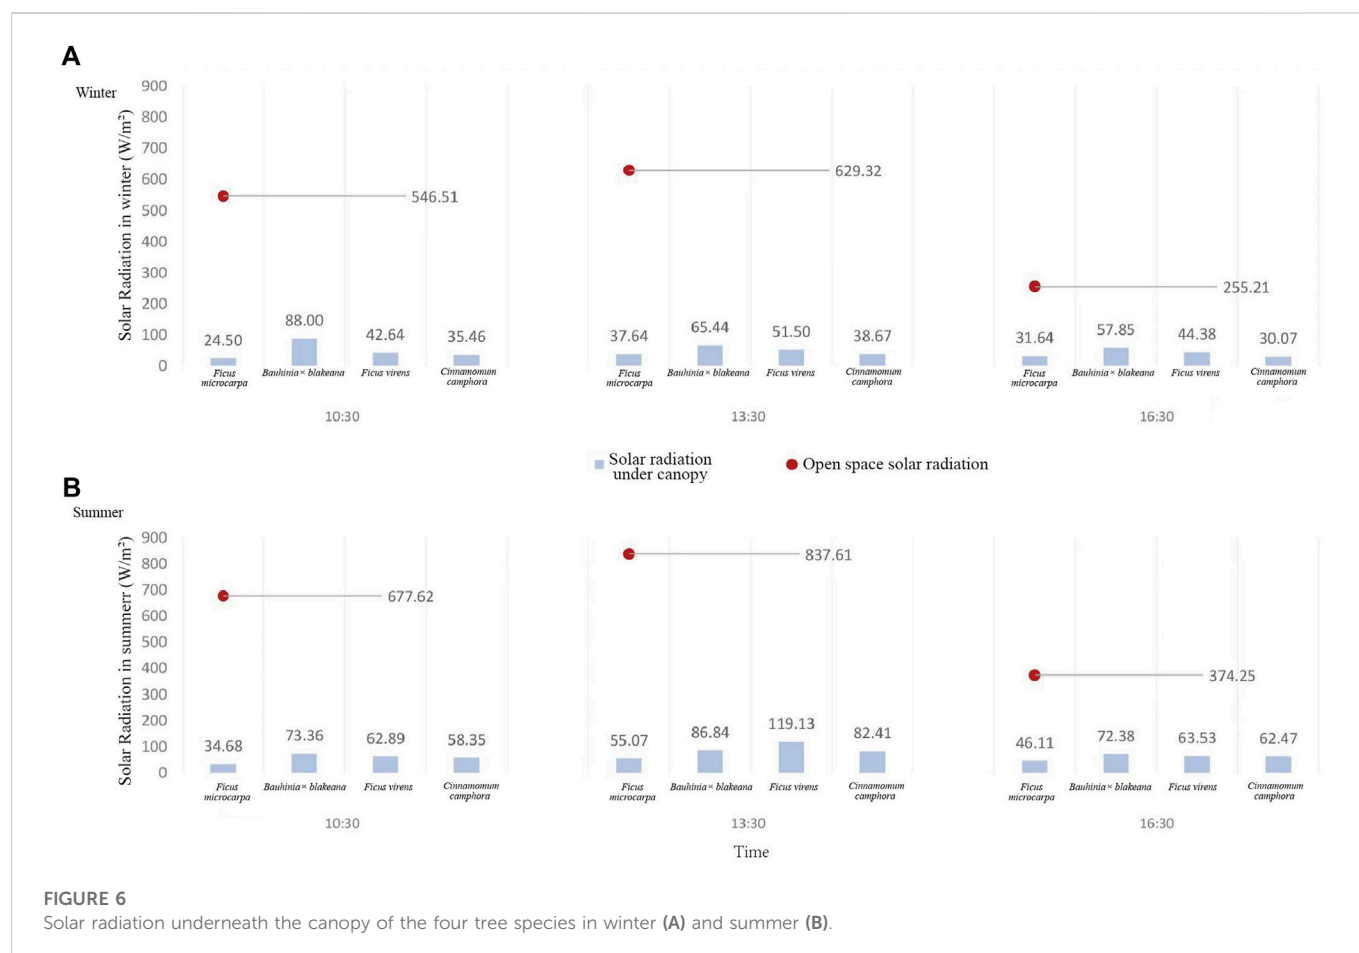 A
Winter
Solar Radiation in winter (W/m²)
900
800
700
600
500
400
300
200
100
0
546.51
629.32
255.21
24.50
88.00
42.64
35.46
37.64
65.44
51.50
38.67
31.64
57.85
44.38
30.07
Ficus
microcarpa
Bauhinia × blakeana
Ficus virens
Cinnamomum
camphora
Ficus
microcarpa
Bauhinia × blakeana
Ficus virens
Cinnamomum
camphora
Ficus
microcarpa
Bauhinia × blakeana
Ficus virens
Cinnamomum
camphora
10:30
13:30
16:30
Solar radiation
under canopy
Open space solar radiation
B
Summer
Solar Radiation in summerr (W/m²)
900
800
700
600
500
400
300
200
100
0
677.62
837.61
374.25
34.68
73.36
62.89
58.35
55.07
86.84
119.13
82.41
46.11
72.38
63.53
62.47
Ficus
microcarpa
Bauhinia × blakeana
Ficus virens
Cinnamomum
camphora
Ficus
microcarpa
Bauhinia × blakeana
Ficus virens
Cinnamomum
camphora
Ficus
microcarpa
Bauhinia × blakeana
Ficus virens
Cinnamomum
camphora
10:30
13:30
16:30
Time
FIGURE 6
Solar radiation underneath the canopy of the four tree species in winter (A) and summer (B).